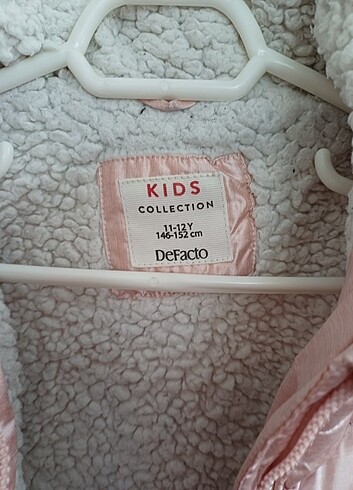 KIDS
COLLECTION
11-12Y
146-152 cm
DeFacto